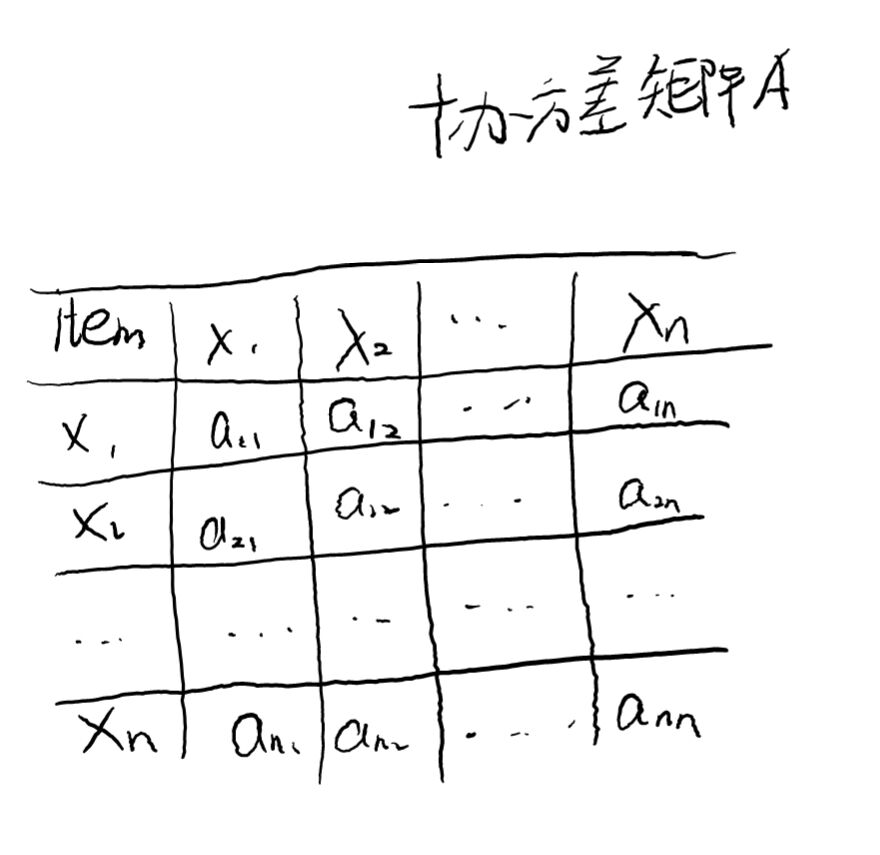 协方差矩阵A
Item X1 X2 ... Xn
X1 a11 a12 ... a1n
X2 a21 a22 ... a2n
... ... ... ... ...
Xn an1 an2 ... ann